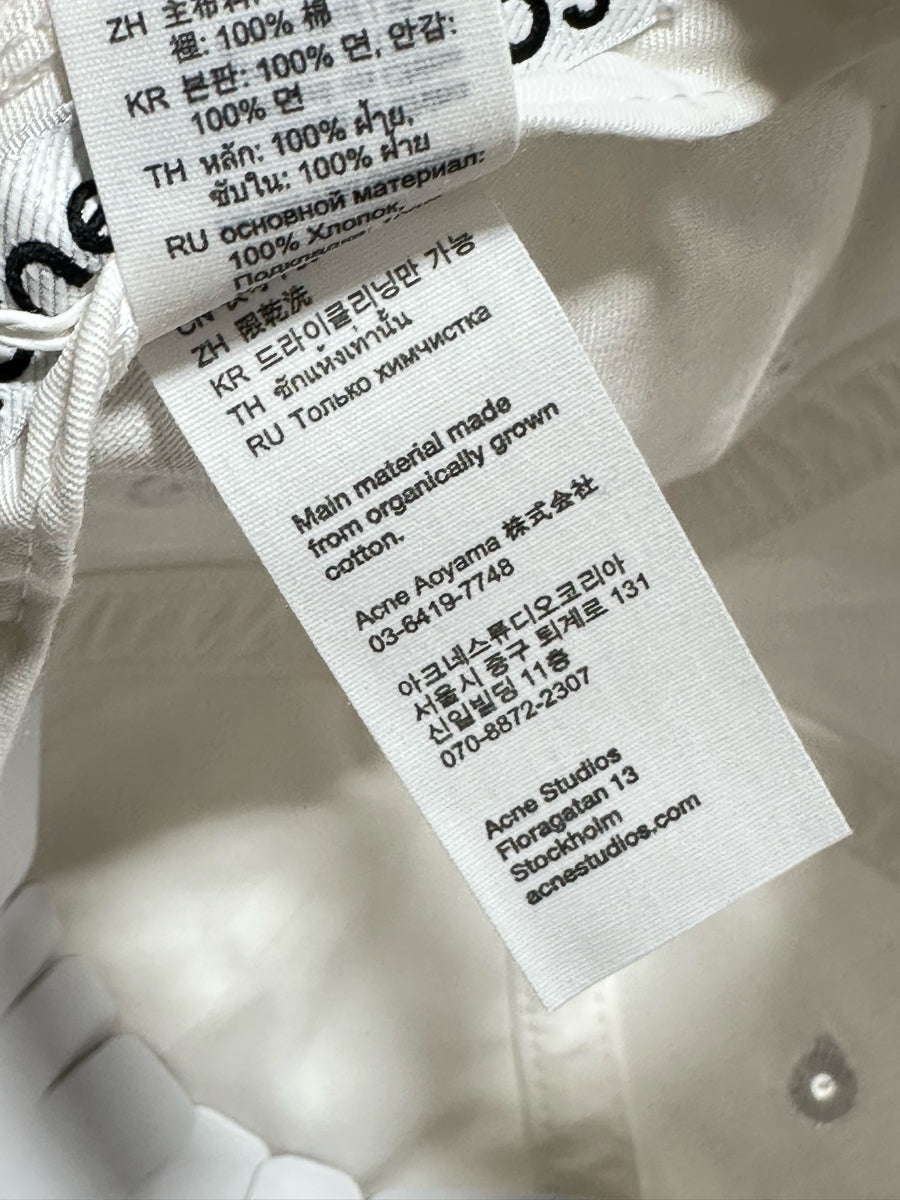 ZH 主布料:
裡: 100% 棉
KR 본판: 100% 면, 안감:
100% 면
TH หลัก: 100% ฝ้าย,
ซับใน: 100% ฝ้าย
RU основной материал:
100% Хлопок,
Подкладка:
CN
ZH 限乾洗
KR 드라이클리닝만 가능
TH ซักแห้งเท่านั้น
RU Только химчистка
Main material made
from organically grown
cotton.
Acne Aoyama 株式会社
03-6419-7748
아크네스튜디오코리아
서울시 중구 퇴계로 131
신일빌딩 11층
070-8872-2307
Acne Studios
Floragatan 13
Stockholm
acnestudios.com